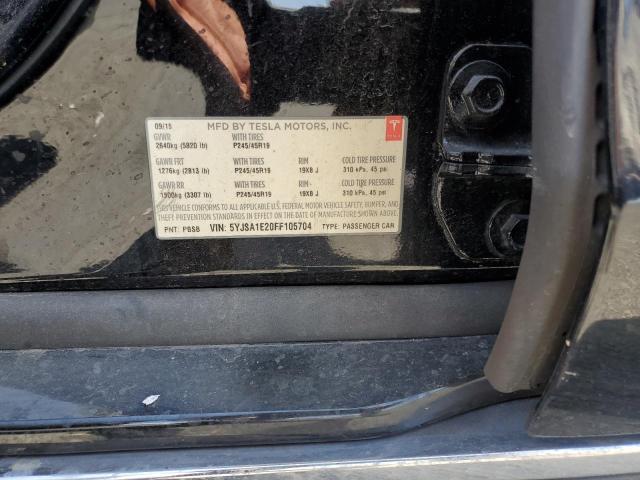 09/15 MFD BY TESLA MOTORS, INC.
GVWR WITH TIRES
2640kg (5820 lb) P245/45R19
GAWR FRT WITH TIRES RIM COLD TIRE PRESSURE
1276kg (2813 lb) P245/45R19 19X8 J 310 kPa, 45 psi
GAWR RR WITH TIRES RIM COLD TIRE PRESSURE
1500kg (3307 lb) P245/45R19 19X8 J 310 kPa, 45 psi
THIS VEHICLE CONFORMS TO ALL APPLICABLE U.S. FEDERAL MOTOR VEHICLE SAFETY, BUMPER,
AND THEFT PREVENTION STANDARDS IN EFFECT ON THE DATE OF MANUFACTURE SHOWN ABOVE.
PNT: PBSB VIN: 5YJSA1E20FF105704 TYPE: PASSENGER CAR